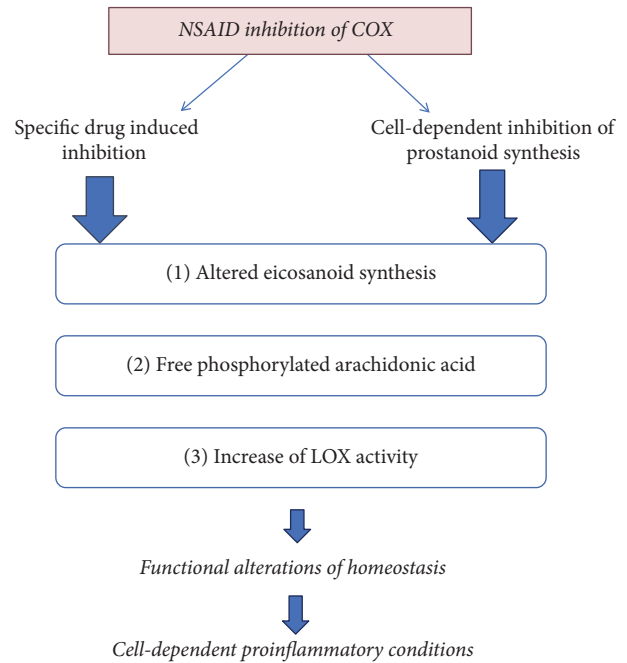 NSAID inhibition of COX
Specific drug induced
inhibition
Cell-dependent inhibition of
prostanoid synthesis
(1) Altered eicosanoid synthesis
(2) Free phosphorylated arachidonic acid
(3) Increase of LOX activity
Functional alterations of homeostasis
Cell-dependent proinflammatory conditions